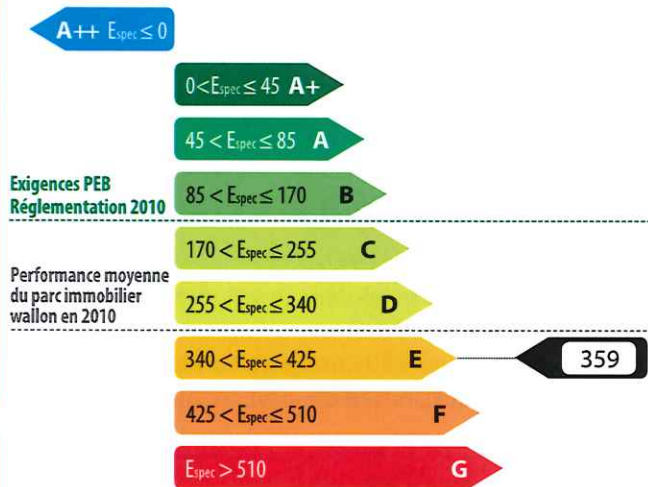 A++ Espec ≤ 0
0 < Espec ≤ 45 A+
45 < Espec ≤ 85 A
Exigences PEB
Réglementation 2010
85 < Espec ≤ 170 B
170 < Espec ≤ 255 C
Performance moyenne
du parc immobilier
wallon en 2010
255 < Espec ≤ 340 D
340 < Espec ≤ 425 E
359
425 < Espec ≤ 510 F
Espec > 510 G